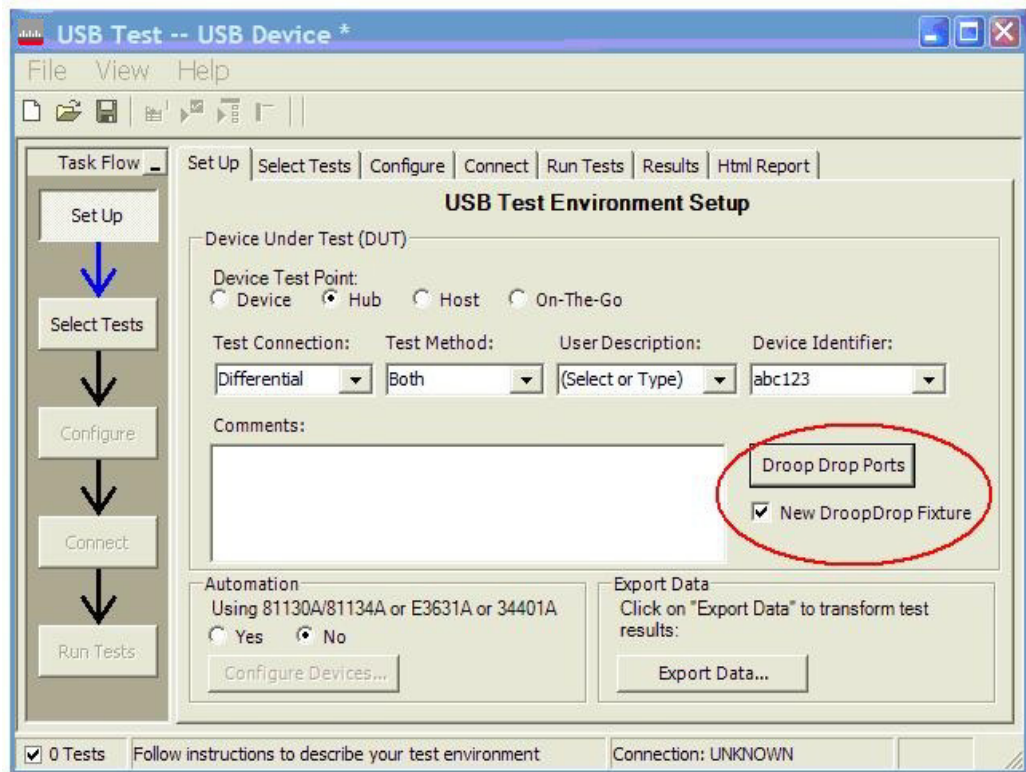 USB Test -- USB Device *
File View Help
Task Flow
Set Up
Select Tests
Configure
Connect
Run Tests
Set Up Select Tests Configure Connect Run Tests Results Html Report
USB Test Environment Setup
Device Under Test (DUT)
Device Test Point:
Device Hub Host On-The-Go
Test Connection: Test Method: User Description: Device Identifier:
Differential Both (Select or Type) abc123
Comments:
Droop Drop Ports
New DroopDrop Fixture
Automation
Using 81130A/81134A or E3631A or 34401A
Yes No
Configure Devices...
Export Data
Click on "Export Data" to transform test
results:
Export Data...
0 Tests Follow instructions to describe your test environment Connection: UNKNOWN